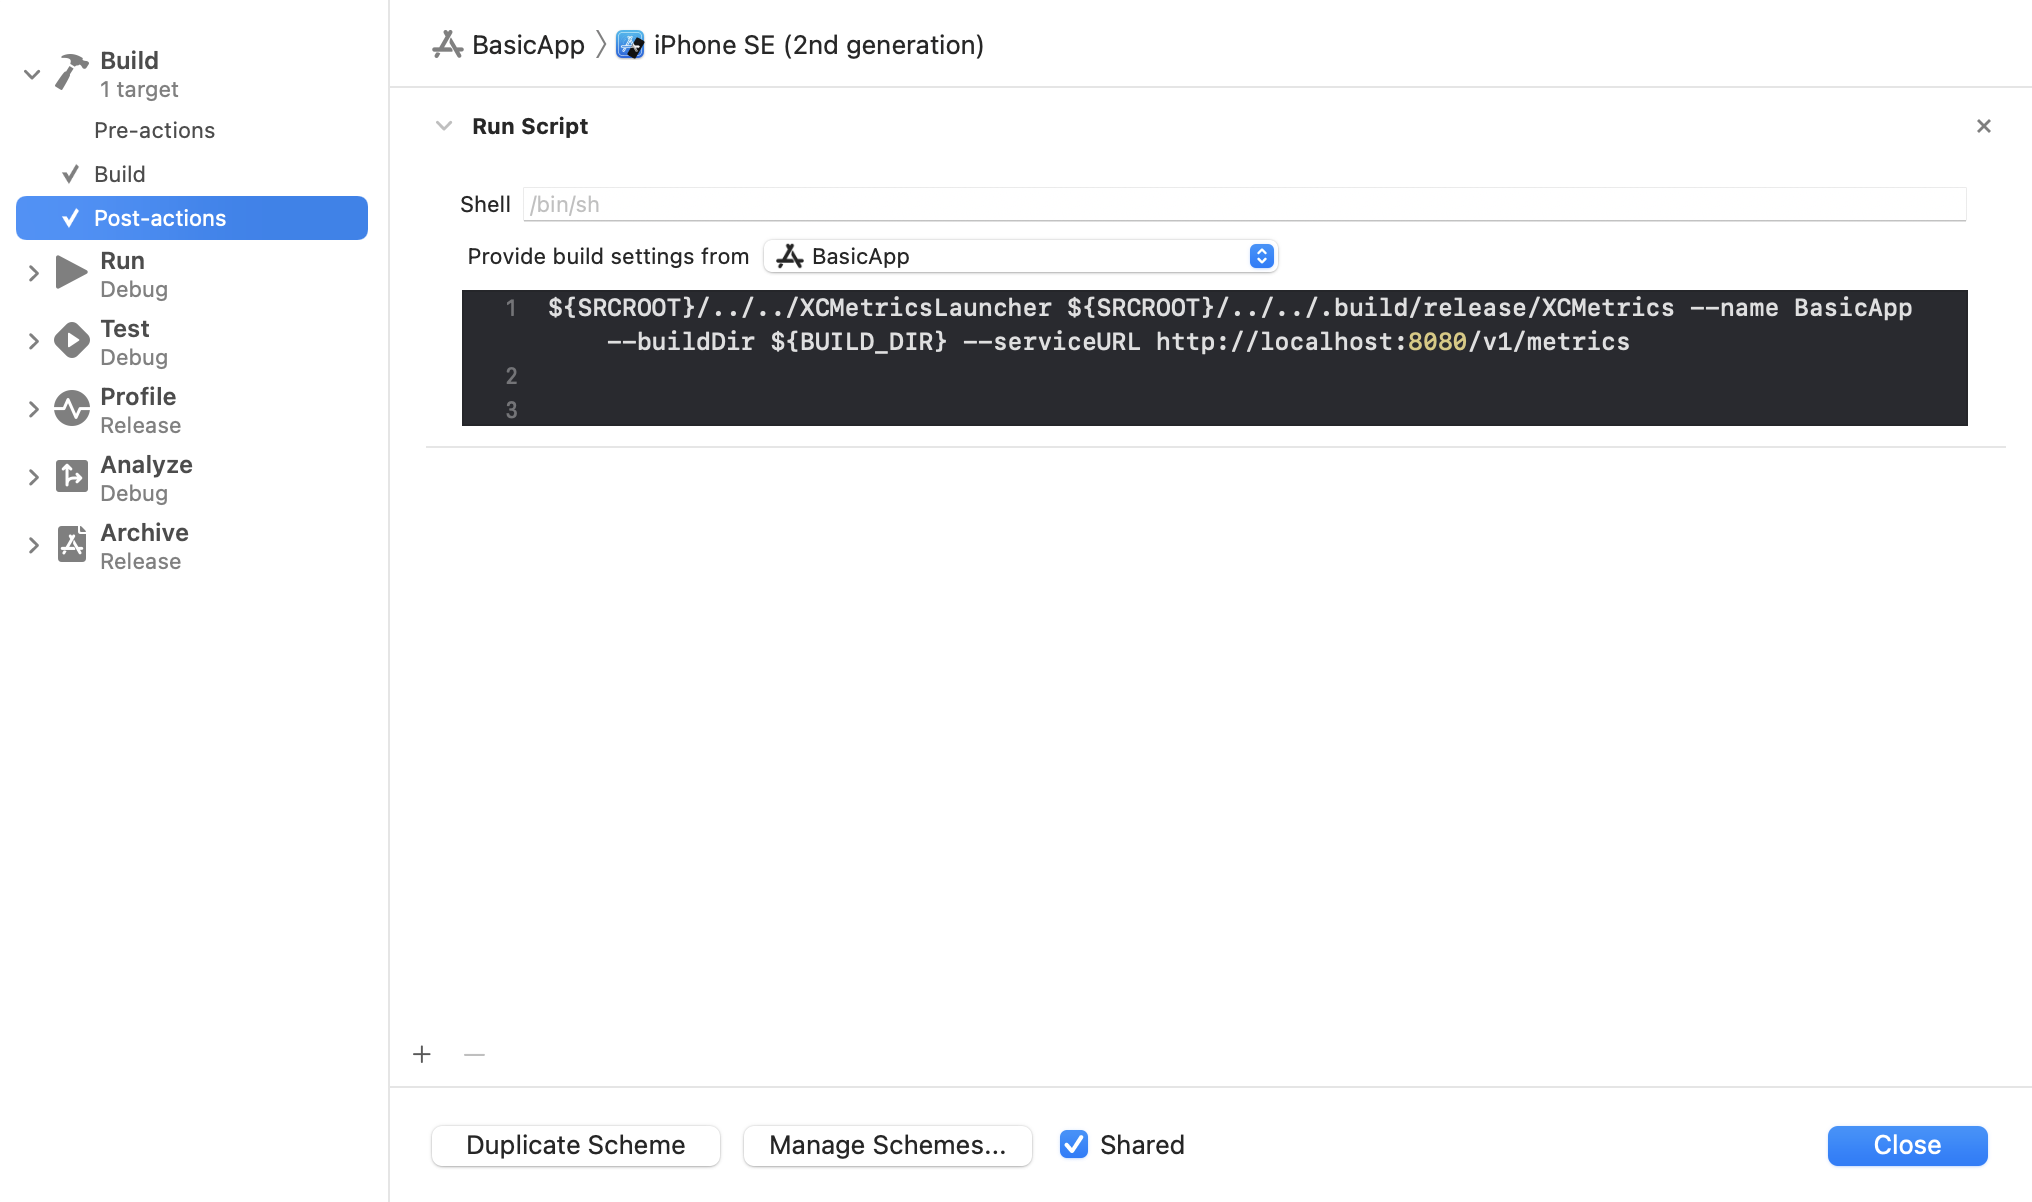 Build
1 target
Pre-actions
Build
Post-actions
Run
Debug
Test
Debug
Profile
Release
Analyze
Debug
Archive
Release
BasicApp iPhone SE (2nd generation)
Run Script
Shell /bin/sh
Provide build settings from BasicApp
1 ${SRCROOT}/../../XCMetricsLauncher ${SRCROOT}/../../.build/release/XCMetrics --name BasicApp
--buildDir ${BUILD_DIR} --serviceURL http://localhost:8080/v1/metrics
2
3
Duplicate Scheme Manage Schemes... Shared Close